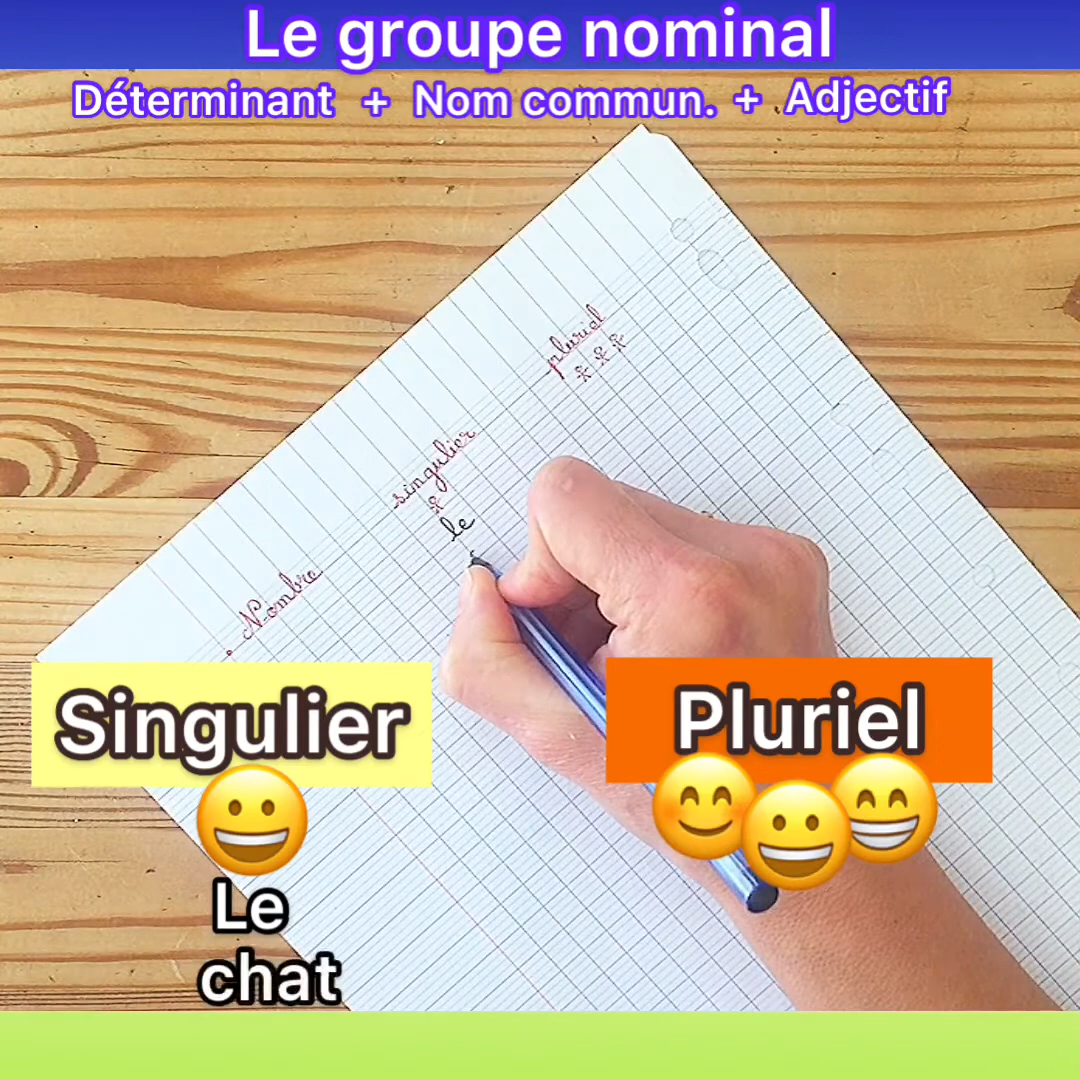 Le groupe nominal
Déterminant + Nom commun. + Adjectif
pluriel
singulier
le
Nombre
Singulier
Pluriel
Le
chat